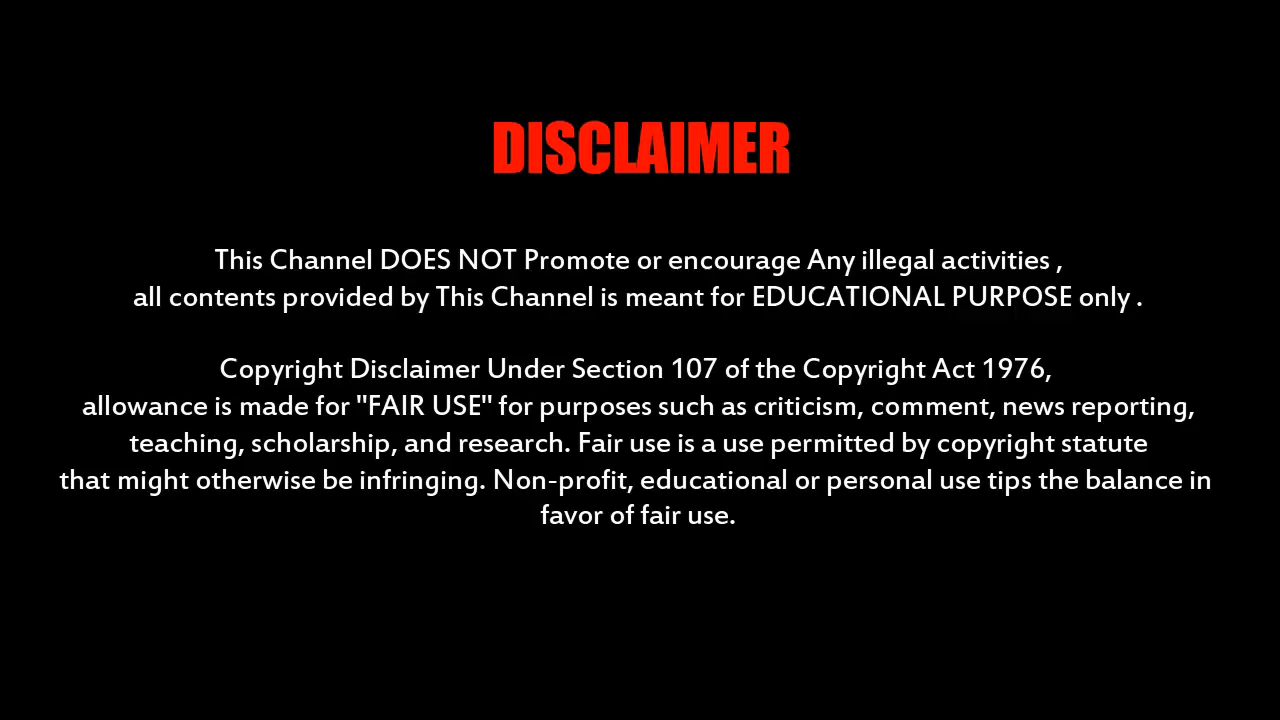 DISCLAIMER
This Channel DOES NOT Promote or encourage Any illegal activities ,
all contents provided by This Channel is meant for EDUCATIONAL PURPOSE only .
Copyright Disclaimer Under Section 107 of the Copyright Act 1976,
allowance is made for "FAIR USE" for purposes such as criticism, comment, news reporting,
teaching, scholarship, and research. Fair use is a use permitted by copyright statute
that might otherwise be infringing. Non-profit, educational or personal use tips the balance in
favor of fair use.